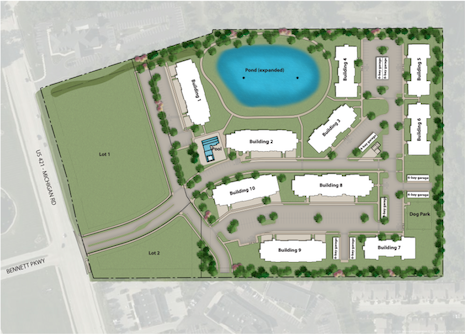 Pond (expanded)
Building 4
Building 5
Building 1
Building 3
Building 6
Building 2
Pool
Lot 1
US 421 - MICHIGAN RD
Building 10
Building 8
Dog Park
Lot 2
Building 9
Building 7
BENNETT PKWY